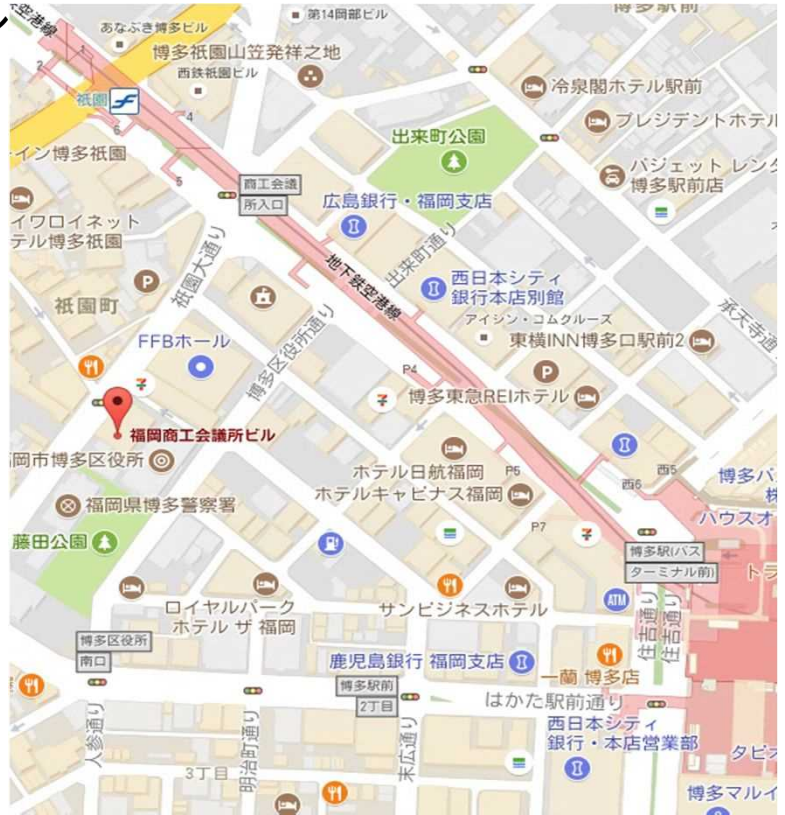 空港線
あなぶき博多ビル
第14岡部ビル
博多駅前
博多祇園山笠発祥之地
西鉄祇園ビル
1
2
祇園
4
6
5
冷泉閣ホテル駅前
プレジデントホテル
出来町公園
イン博多祇園
バジェット レン
博多駅前店
商工会議
所入口
広島銀行・福岡支店
イワロイネット
テル博多祇園
祇園大通り
出来町通り
地下鉄空港線
西日本シティ
銀行本店別館
P
祇園町
アイシン・コムクルーズ
東横INN博多口駅前2
承天寺通
FFBホール
博多区役所通り
P4
P
博多東急REIホテル
7
福岡商工会議所ビル
岡市博多区役所
ホテル日航福岡
ホテルキャビナス福岡
P5
西5
西6
博多バ
株
福岡県博多警察署
P7
ハウスオ
藤田公園
博多駅(バス
ターミナル前)
トラ
ATM
ロイヤルパーク
ホテル ザ 福岡
サンビジネスホテル
住吉通り
住吉通り
博多区役所
南口
鹿児島銀行 福岡支店
一蘭 博多店
博多駅前
2丁目
はかた駅前通り
西日本シティ
銀行・本店営業部
人参通り
明治町通り
末広通り
3丁目
タピオ
博多マルイ